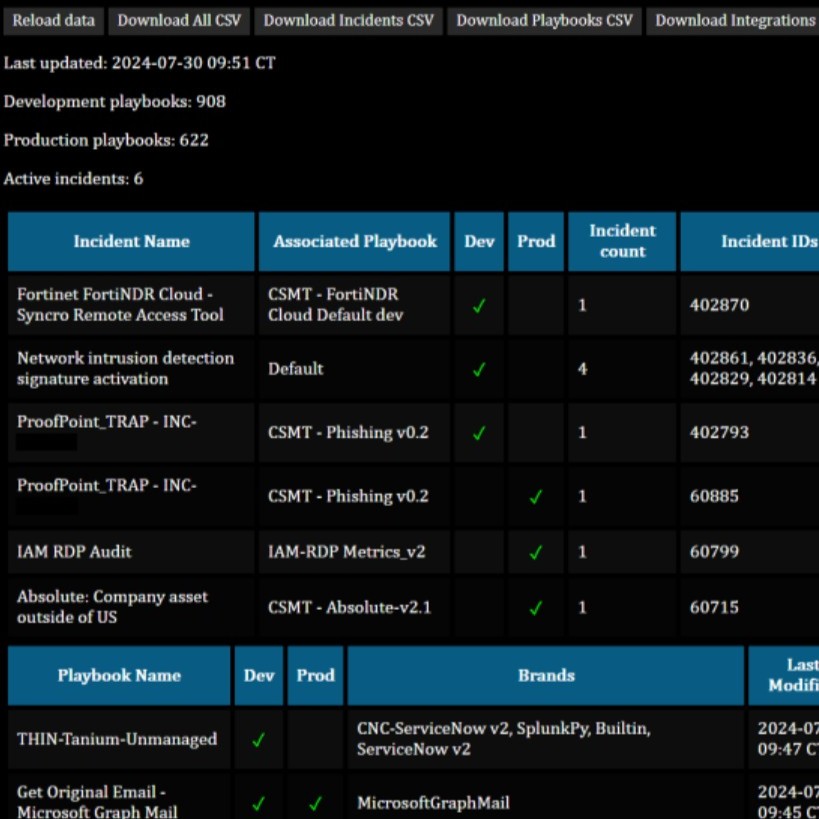 Reload data Download All CSV Download Incidents CSV Download Playbooks CSV Download Integrations
Last updated: 2024-07-30 09:51 CT
Development playbooks: 908
Production playbooks: 622
Active incidents: 6
Incident Name Associated Playbook Dev Prod Incident count Incident IDs
Fortinet FortiNDR Cloud - CSMT - FortiNDR
Syncro Remote Access Tool Cloud Default dev ✓ 1 402870
Network intrusion detection 402861, 402836,
signature activation Default ✓ 4 402829, 402814
ProofPoint_TRAP - INC- CSMT - Phishing v0.2 ✓ 1 402793
ProofPoint_TRAP - INC- CSMT - Phishing v0.2 ✓ 1 60885
IAM RDP Audit IAM-RDP Metrics_v2 ✓ 1 60799
Absolute: Company asset
outside of US CSMT - Absolute-v2.1 ✓ 1 60715
Playbook Name Dev Prod Brands Last Modifi
THIN-Tanium-Unmanaged ✓ CNC-ServiceNow v2, SplunkPy, Builtin, 2024-07
ServiceNow v2 09:47 C
Get Original Email - 2024-07
Microsoft Graph Mail ✓ ✓ MicrosoftGraphMail 09:45 C